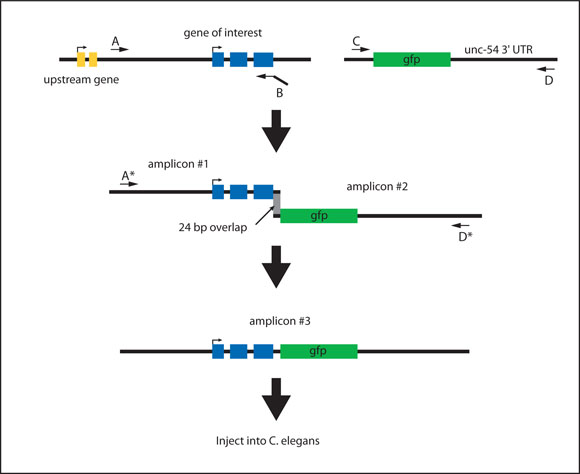 A
gene of interest
C
unc-54 3' UTR
gfp
upstream gene
B
D
amplicon #1
A*
amplicon #2
24 bp overlap
gfp
D*
amplicon #3
gfp
Inject into C. elegans